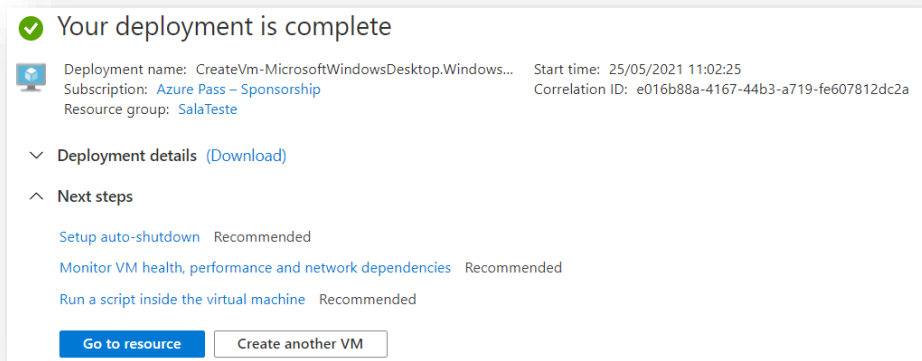 Your deployment is complete
Deployment name: CreateVm-MicrosoftWindowsDesktop.Windows... Start time: 25/05/2021 11:02:25
Subscription: Azure Pass – Sponsorship Correlation ID: e016b88a-4167-44b3-a719-fe607812dc2a
Resource group: SalaTeste
Deployment details (Download)
Next steps
Setup auto-shutdown Recommended
Monitor VM health, performance and network dependencies Recommended
Run a script inside the virtual machine Recommended
Go to resource Create another VM